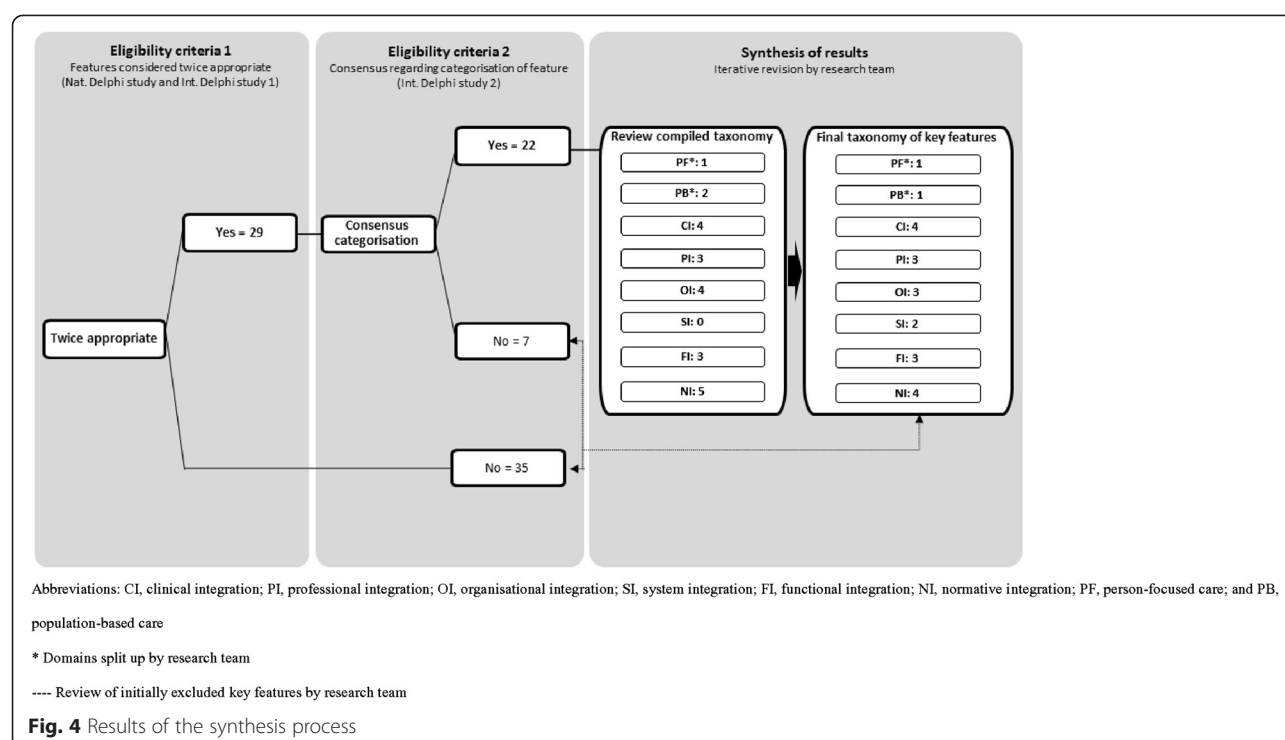 Eligibility criteria 1
Features considered twice appropriate
(Nat. Delphi study and Int. Delphi study 1)
Eligibility criteria 2
Consensus regarding categorisation of feature
(Int. Delphi study 2)
Synthesis of results
Iterative revision by research team
Twice appropriate
Yes = 29
No = 35
Consensus
categorisation
Yes = 22
No = 7
Review compiled taxonomy
PF*: 1
PB*: 2
CI: 4
PI: 3
OI: 4
SI: 0
FI: 3
NI: 5
Final taxonomy of key features
PF*: 1
PB*: 1
CI: 4
PI: 3
OI: 3
SI: 2
FI: 3
NI: 4
Abbreviations: CI, clinical integration; PI, professional integration; OI, organisational integration; SI, system integration; FI, functional integration; NI, normative integration; PF, person-focused care; and PB,
population-based care
* Domains split up by research team
---- Review of initially excluded key features by research team
Fig. 4 Results of the synthesis process